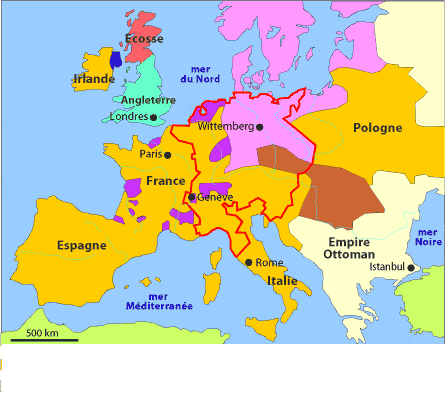 Ecosse
mer
du Nord
Irlande
Angleterre
Londres
Wittemberg
Pologne
Paris
France
Genève
Espagne
Empire
Ottoman
mer
Noire
Rome
Istanbul
Italie
mer
Méditerranée
500 km